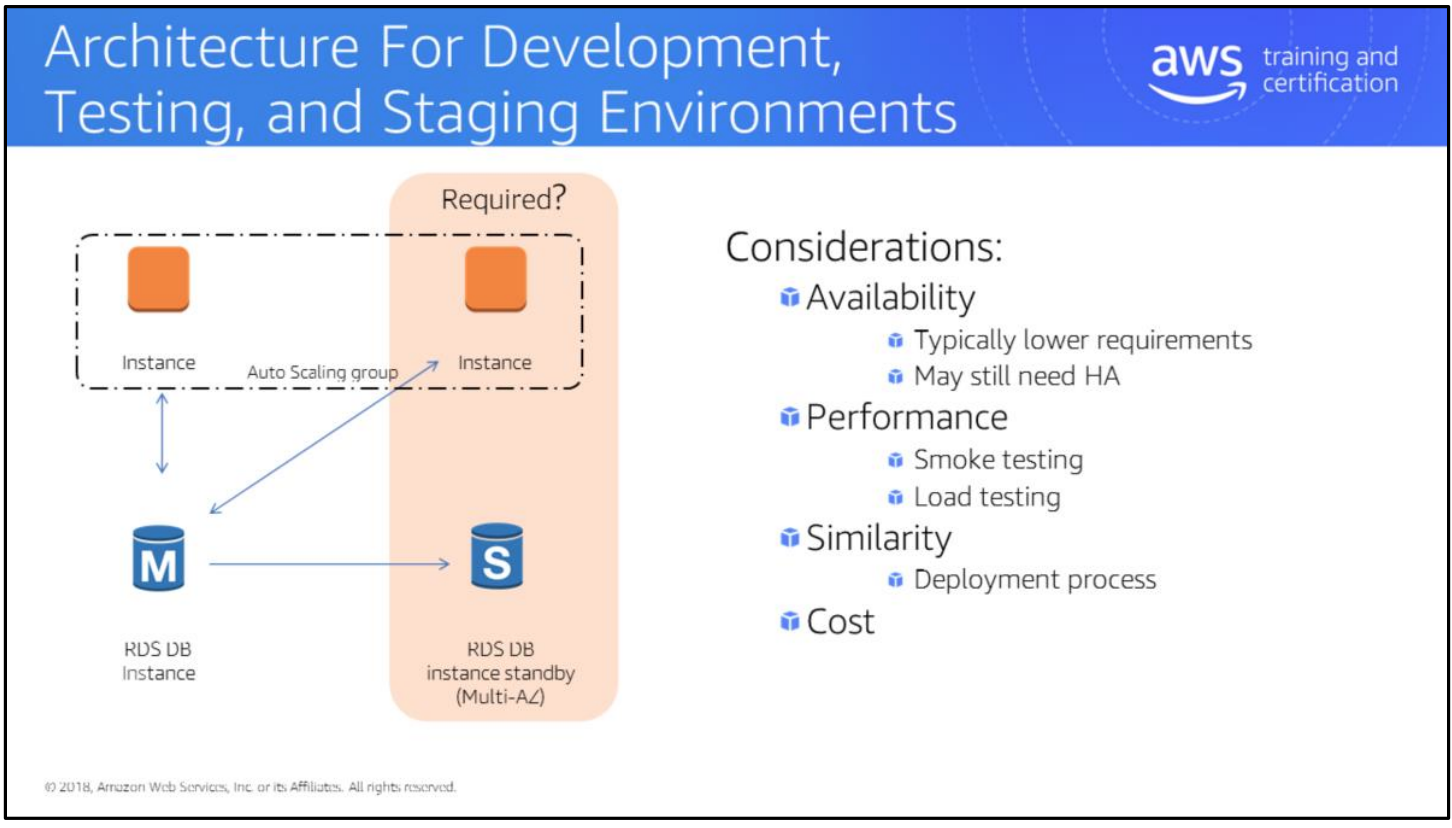 Architecture For Development,
Testing, and Staging Environments
aws training and
certification
Required?
Instance
Auto Scaling group
Instance
M
S
RDS DB
Instance
RDS DB
instance standby
(Multi-AZ)
Considerations:
Availability
Typically lower requirements
May still need HA
Performance
Smoke testing
Load testing
Similarity
Deployment process
Cost
© 2018, Amazon Web Services, Inc. or its Affiliates. All rights reserved.